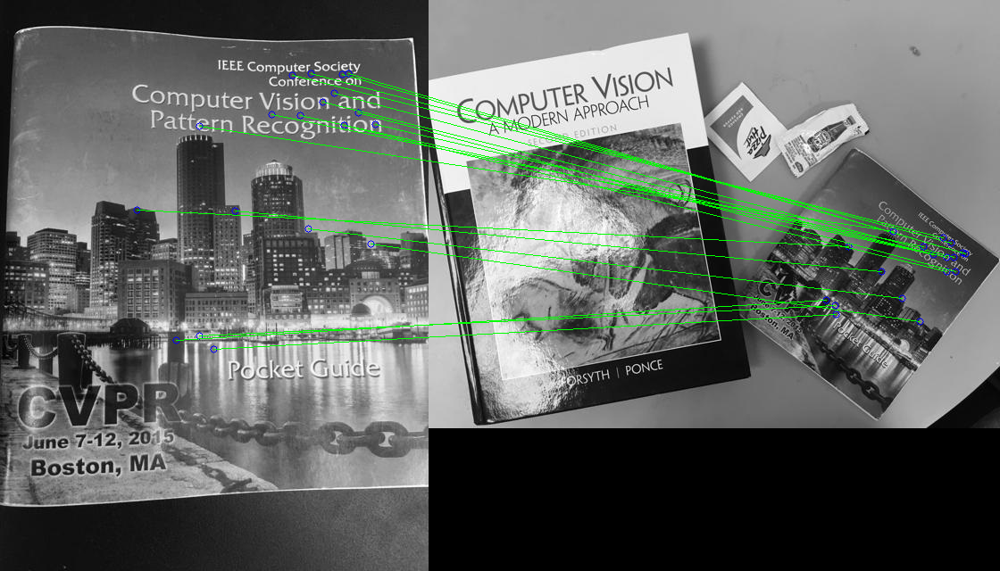 IEEE Computer Society
Conference on
Computer Vision and
Pattern Recognition
Pocket Guide
CVPR
June 7-12, 2015
Boston, MA
COMPUTER VISION
A MODERN APPROACH
SECOND EDITION
FORSYTH | PONCE
Pizza
Hut
IEEE Computer Society
Computer Vision and
Pattern Recognition
Pocket Guide
Boston, MA